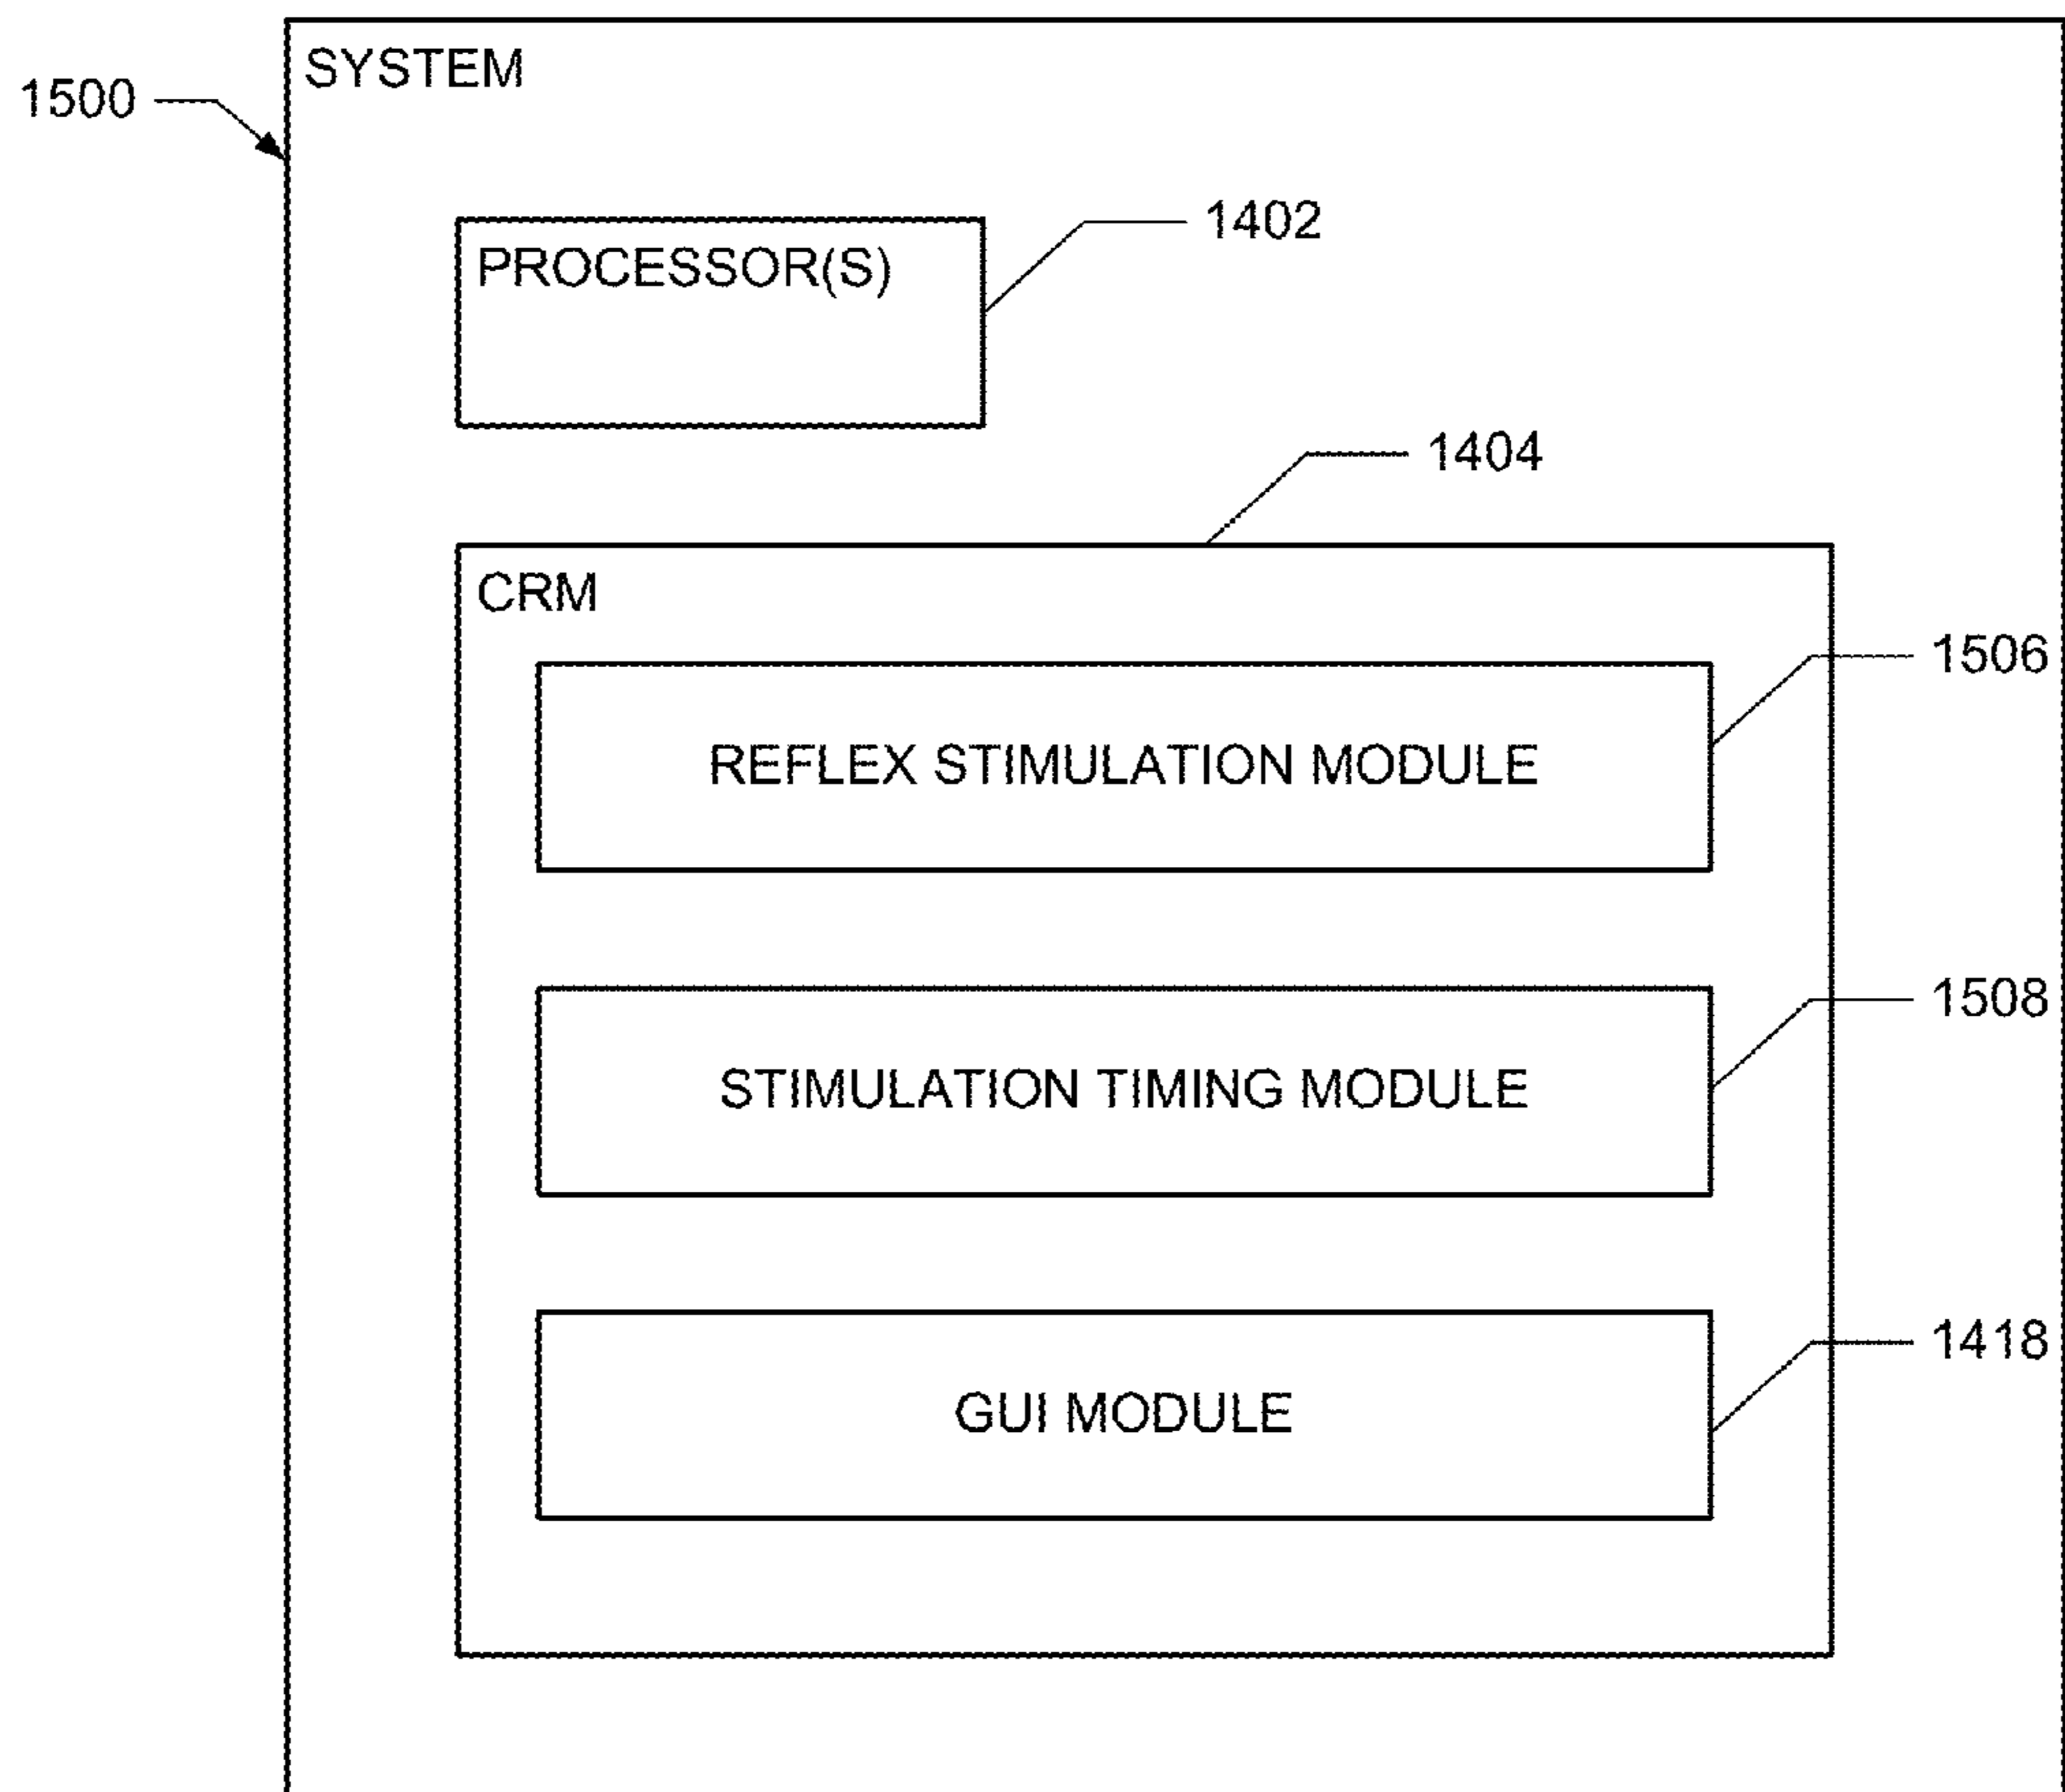 SYSTEM
1500
1402
PROCESSOR(S)
1404
CRM
1506
REFLEX STIMULATION MODULE
1508
STIMULATION TIMING MODULE
1418
GUI MODULE